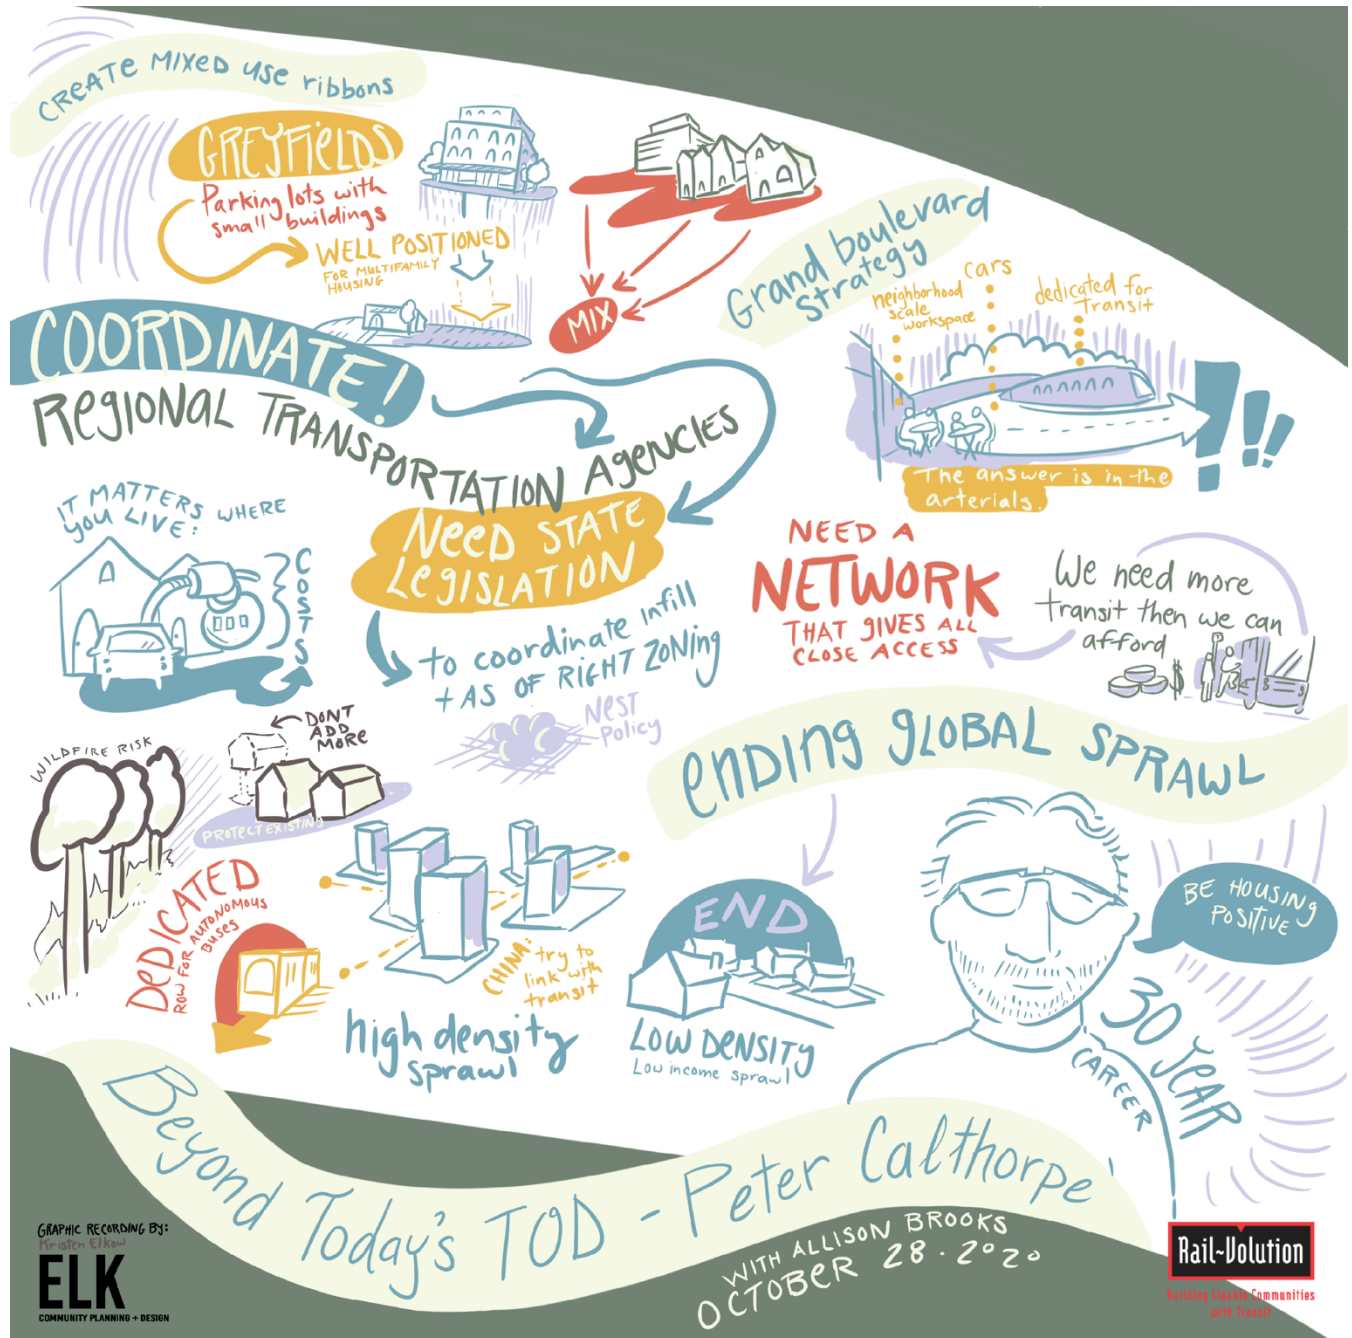 CREATE MIXED USE ribbons
GREYFIELDS
Parking lots with
small buildings
WELL POSITIONED
FOR MULTIFAMILY
HOUSING
MIX
Grand boulevard
Strategy
neighborhood
scale
workspace
cars
dedicated for
transit
The answer is in the
arterials.
COORDINATE!
REGIONAL TRANSPORTATION AGENCIES
NEED STATE
LEGISLATION
to coordinate infill
+ AS OF RIGHT ZONING
NEST
Policy
IT MATTERS WHERE
YOU LIVE:
COSTS
NEED A
NETWORK
THAT GIVES ALL
CLOSE ACCESS
We need more
transit then we can
afford
$
WILDFIRE RISK
DONT
ADD
MORE
PROTECT EXISTING
DEDICATED
ROW FOR AUTONOMOUS
BUSES
CHINA:
try to
link with
transit
high density
sprawl
ENDING GLOBAL SPRAWL
END
LOW DENSITY
Low income sprawl
BE HOUSING
POSITIVE
30 YEAR
CAREER
Beyond Today's TOD - Peter Calthorpe
WITH ALLISON BROOKS
OCTOBER 28 · 2020
GRAPHIC RECORDING BY:
Kristen Elkow
ELK
COMMUNITY PLANNING + DESIGN
Rail~Volution
Building Livable Communities
with Transit